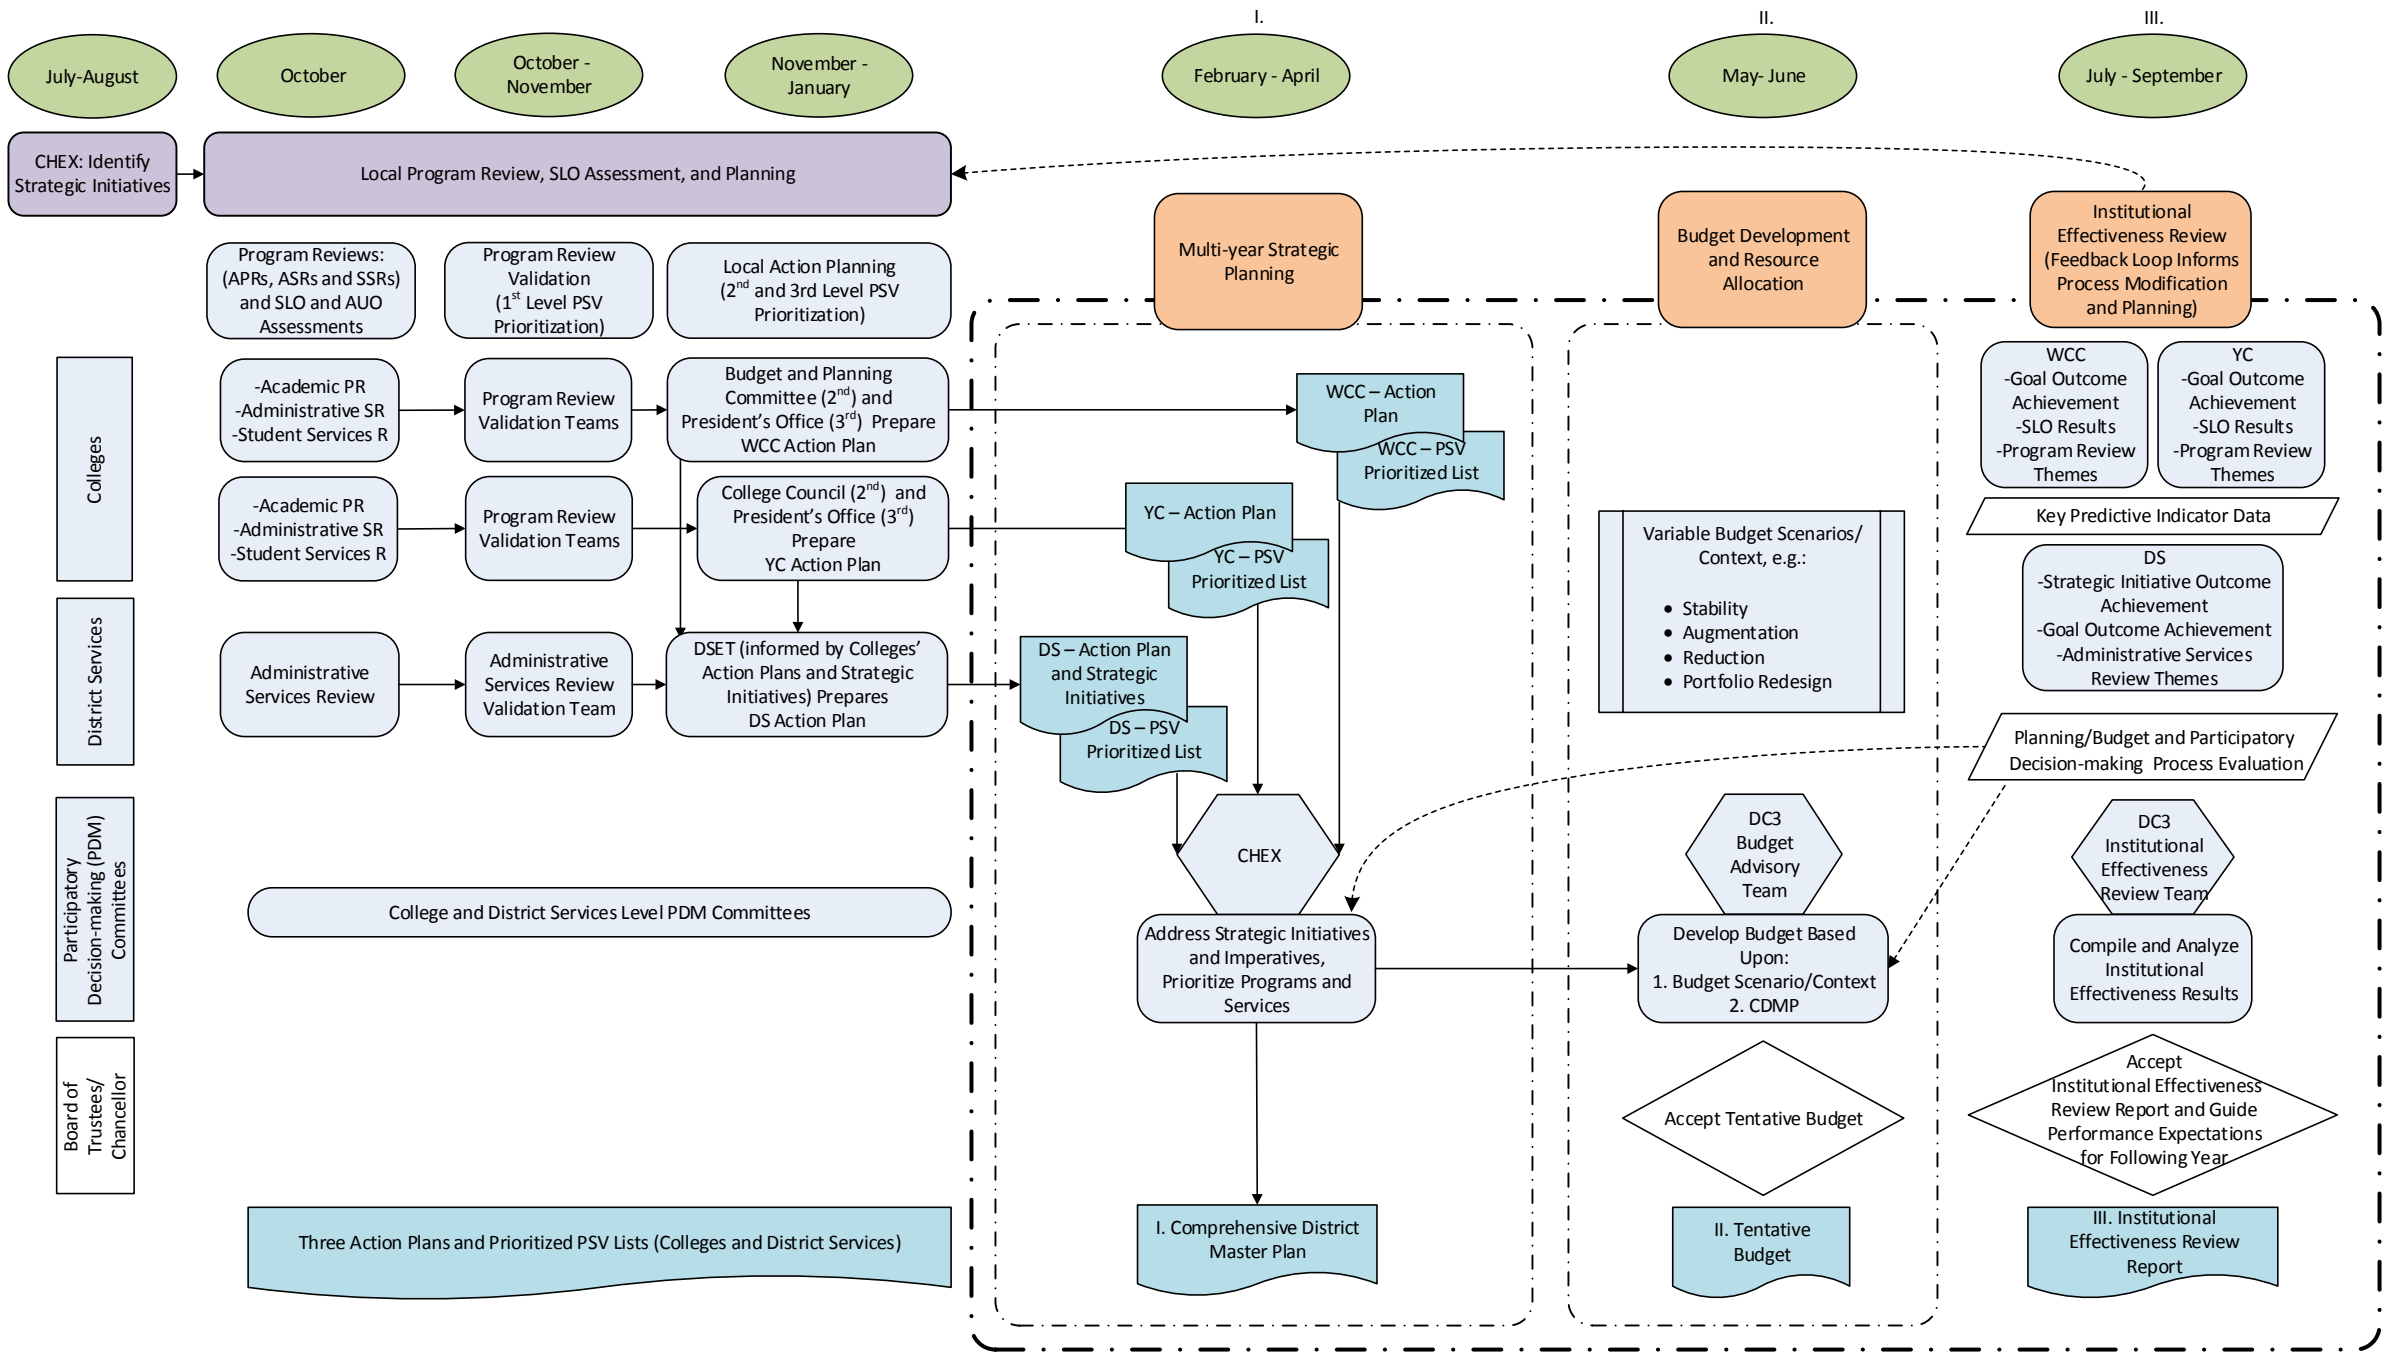 I.
II.
III.
July-August
October
October -
November
November -
January
February - April
May- June
July - September
CHEX: Identify
Strategic Initiatives
Local Program Review, SLO Assessment, and Planning
Multi-year Strategic
Planning
Budget Development
and Resource
Allocation
Institutional
Effectiveness Review
(Feedback Loop Informs
Process Modification
and Planning)
Program Reviews:
(APRs, ASRs and SSRs)
and SLO and AUO
Assessments
Program Review
Validation
(1st Level PSV
Prioritization)
Local Action Planning
(2nd and 3rd Level PSV
Prioritization)
Colleges
-Academic PR
-Administrative SR
-Student Services R
Program Review
Validation Teams
Budget and Planning
Committee (2nd) and
President's Office (3rd) Prepare
WCC Action Plan
WCC – Action
Plan
WCC – PSV
Prioritized List
-Academic PR
-Administrative SR
-Student Services R
Program Review
Validation Teams
College Council (2nd) and
President's Office (3rd)
Prepare
YC Action Plan
YC – Action Plan
YC – PSV
Prioritized List
District Services
Administrative
Services Review
Administrative
Services Review
Validation Team
DSET (informed by Colleges'
Action Plans and Strategic
Initiatives) Prepares
DS Action Plan
DS – Action Plan
and Strategic
Initiatives
DS – PSV
Prioritized List
Variable Budget Scenarios/
Context, e.g.:
• Stability
• Augmentation
• Reduction
• Portfolio Redesign
WCC
-Goal Outcome
Achievement
-SLO Results
-Program Review
Themes
YC
-Goal Outcome
Achievement
-SLO Results
-Program Review
Themes
Key Predictive Indicator Data
DS
-Strategic Initiative Outcome
Achievement
-Goal Outcome Achievement
-Administrative Services
Review Themes
Planning/Budget and Participatory
Decision-making Process Evaluation
Participatory
Decision-making (PDM)
Committees
College and District Services Level PDM Committees
CHEX
Address Strategic Initiatives
and Imperatives,
Prioritize Programs and
Services
DC3
Budget
Advisory
Team
Develop Budget Based
Upon:
1. Budget Scenario/Context
2. CDMP
DC3
Institutional
Effectiveness
Review Team
Compile and Analyze
Institutional
Effectiveness Results
Board of
Trustees/
Chancellor
Accept Tentative Budget
Accept
Institutional Effectiveness
Review Report and Guide
Performance Expectations
for Following Year
Three Action Plans and Prioritized PSV Lists (Colleges and District Services)
I. Comprehensive District
Master Plan
II. Tentative
Budget
III. Institutional
Effectiveness Review
Report